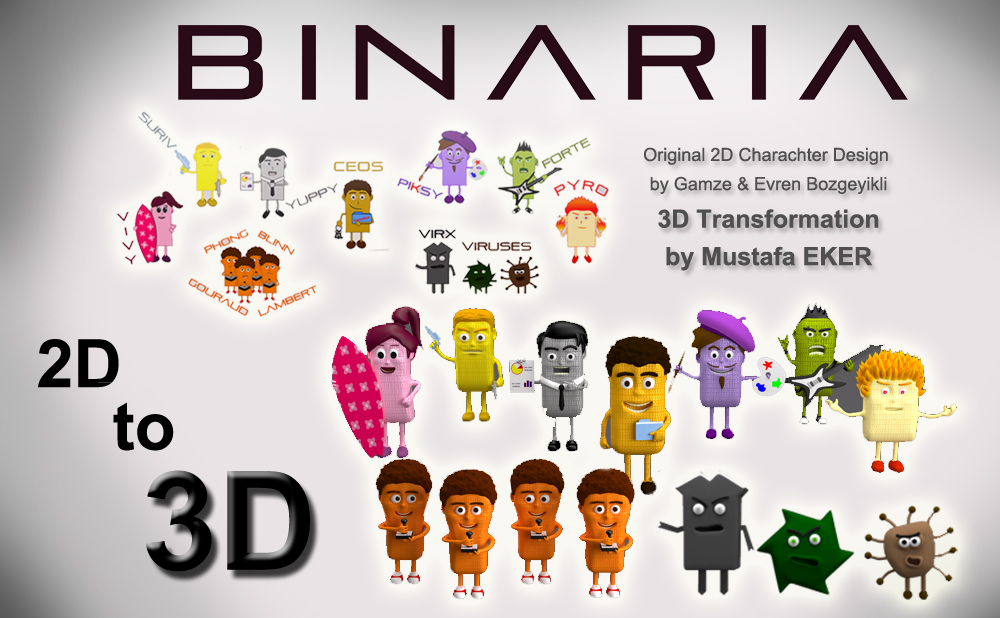 BINARIA
SURIV
YUPPY
CEOS
PIKSY
FORTE
PYRO
VIVY
PHONG BLINN
GOURAUD LAMBERT
VIRX
VIRUSES
Original 2D Charachter Design
by Gamze & Evren Bozgeyikli
3D Transformation
by Mustafa EKER
2D
to
3D